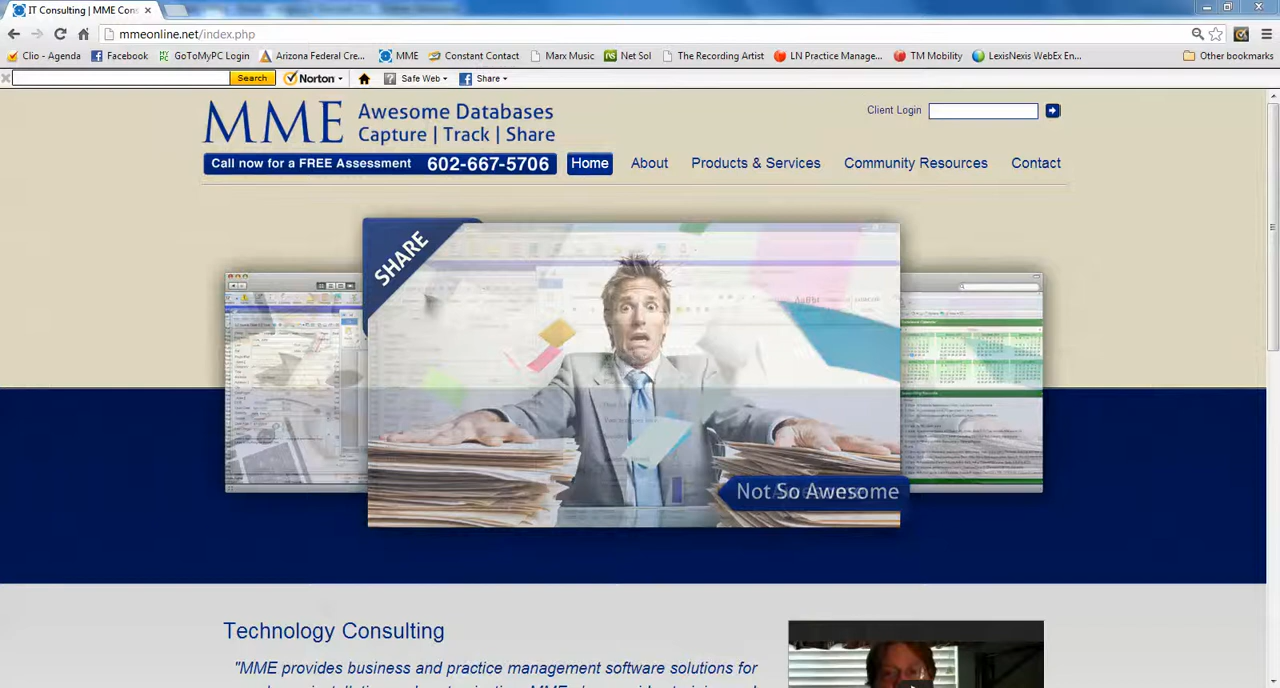 IT Consulting | MME Cons
mmeonline.net/index.php
Clio - Agenda Facebook GoToMyPC Login Arizona Federal Cre... MME Constant Contact Marx Music Net Sol The Recording Artist LN Practice Manage... TM Mobility LexisNexis WebEx En... Other bookmarks
Search Norton Safe Web Share
MME Awesome Databases
Capture | Track | Share
Client Login
Call now for a FREE Assessment 602-667-5706 Home About Products & Services Community Resources Contact
SHARE
Not So Awesome
Technology Consulting
"MME provides business and practice management software solutions for